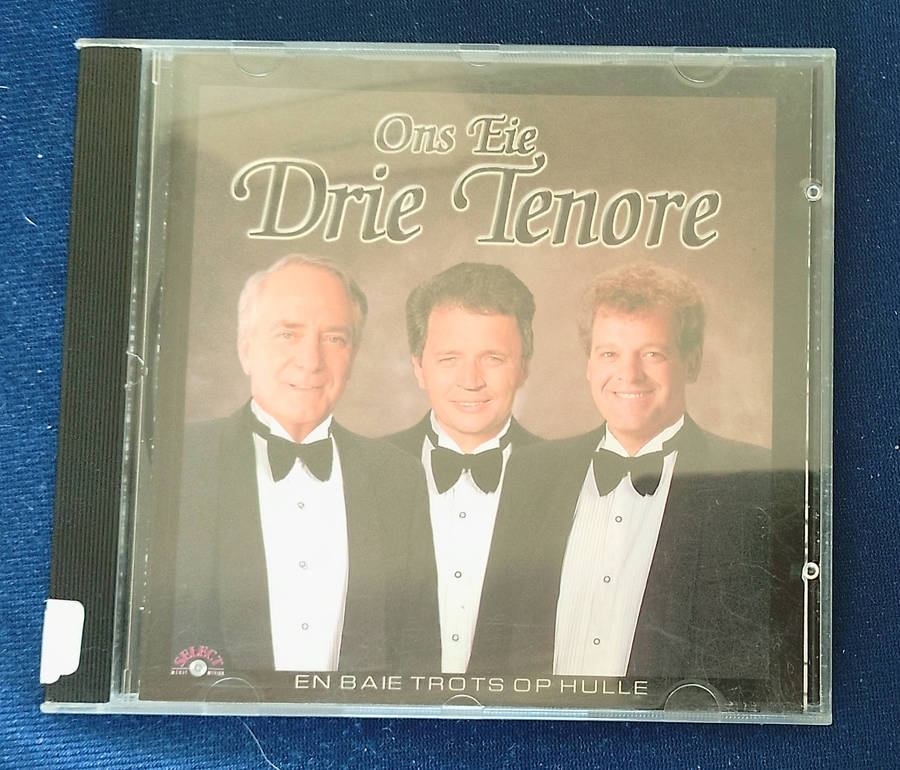 Ons Eie
Drie Tenore
SELECT
EN BAIE TROTS OP HULLE